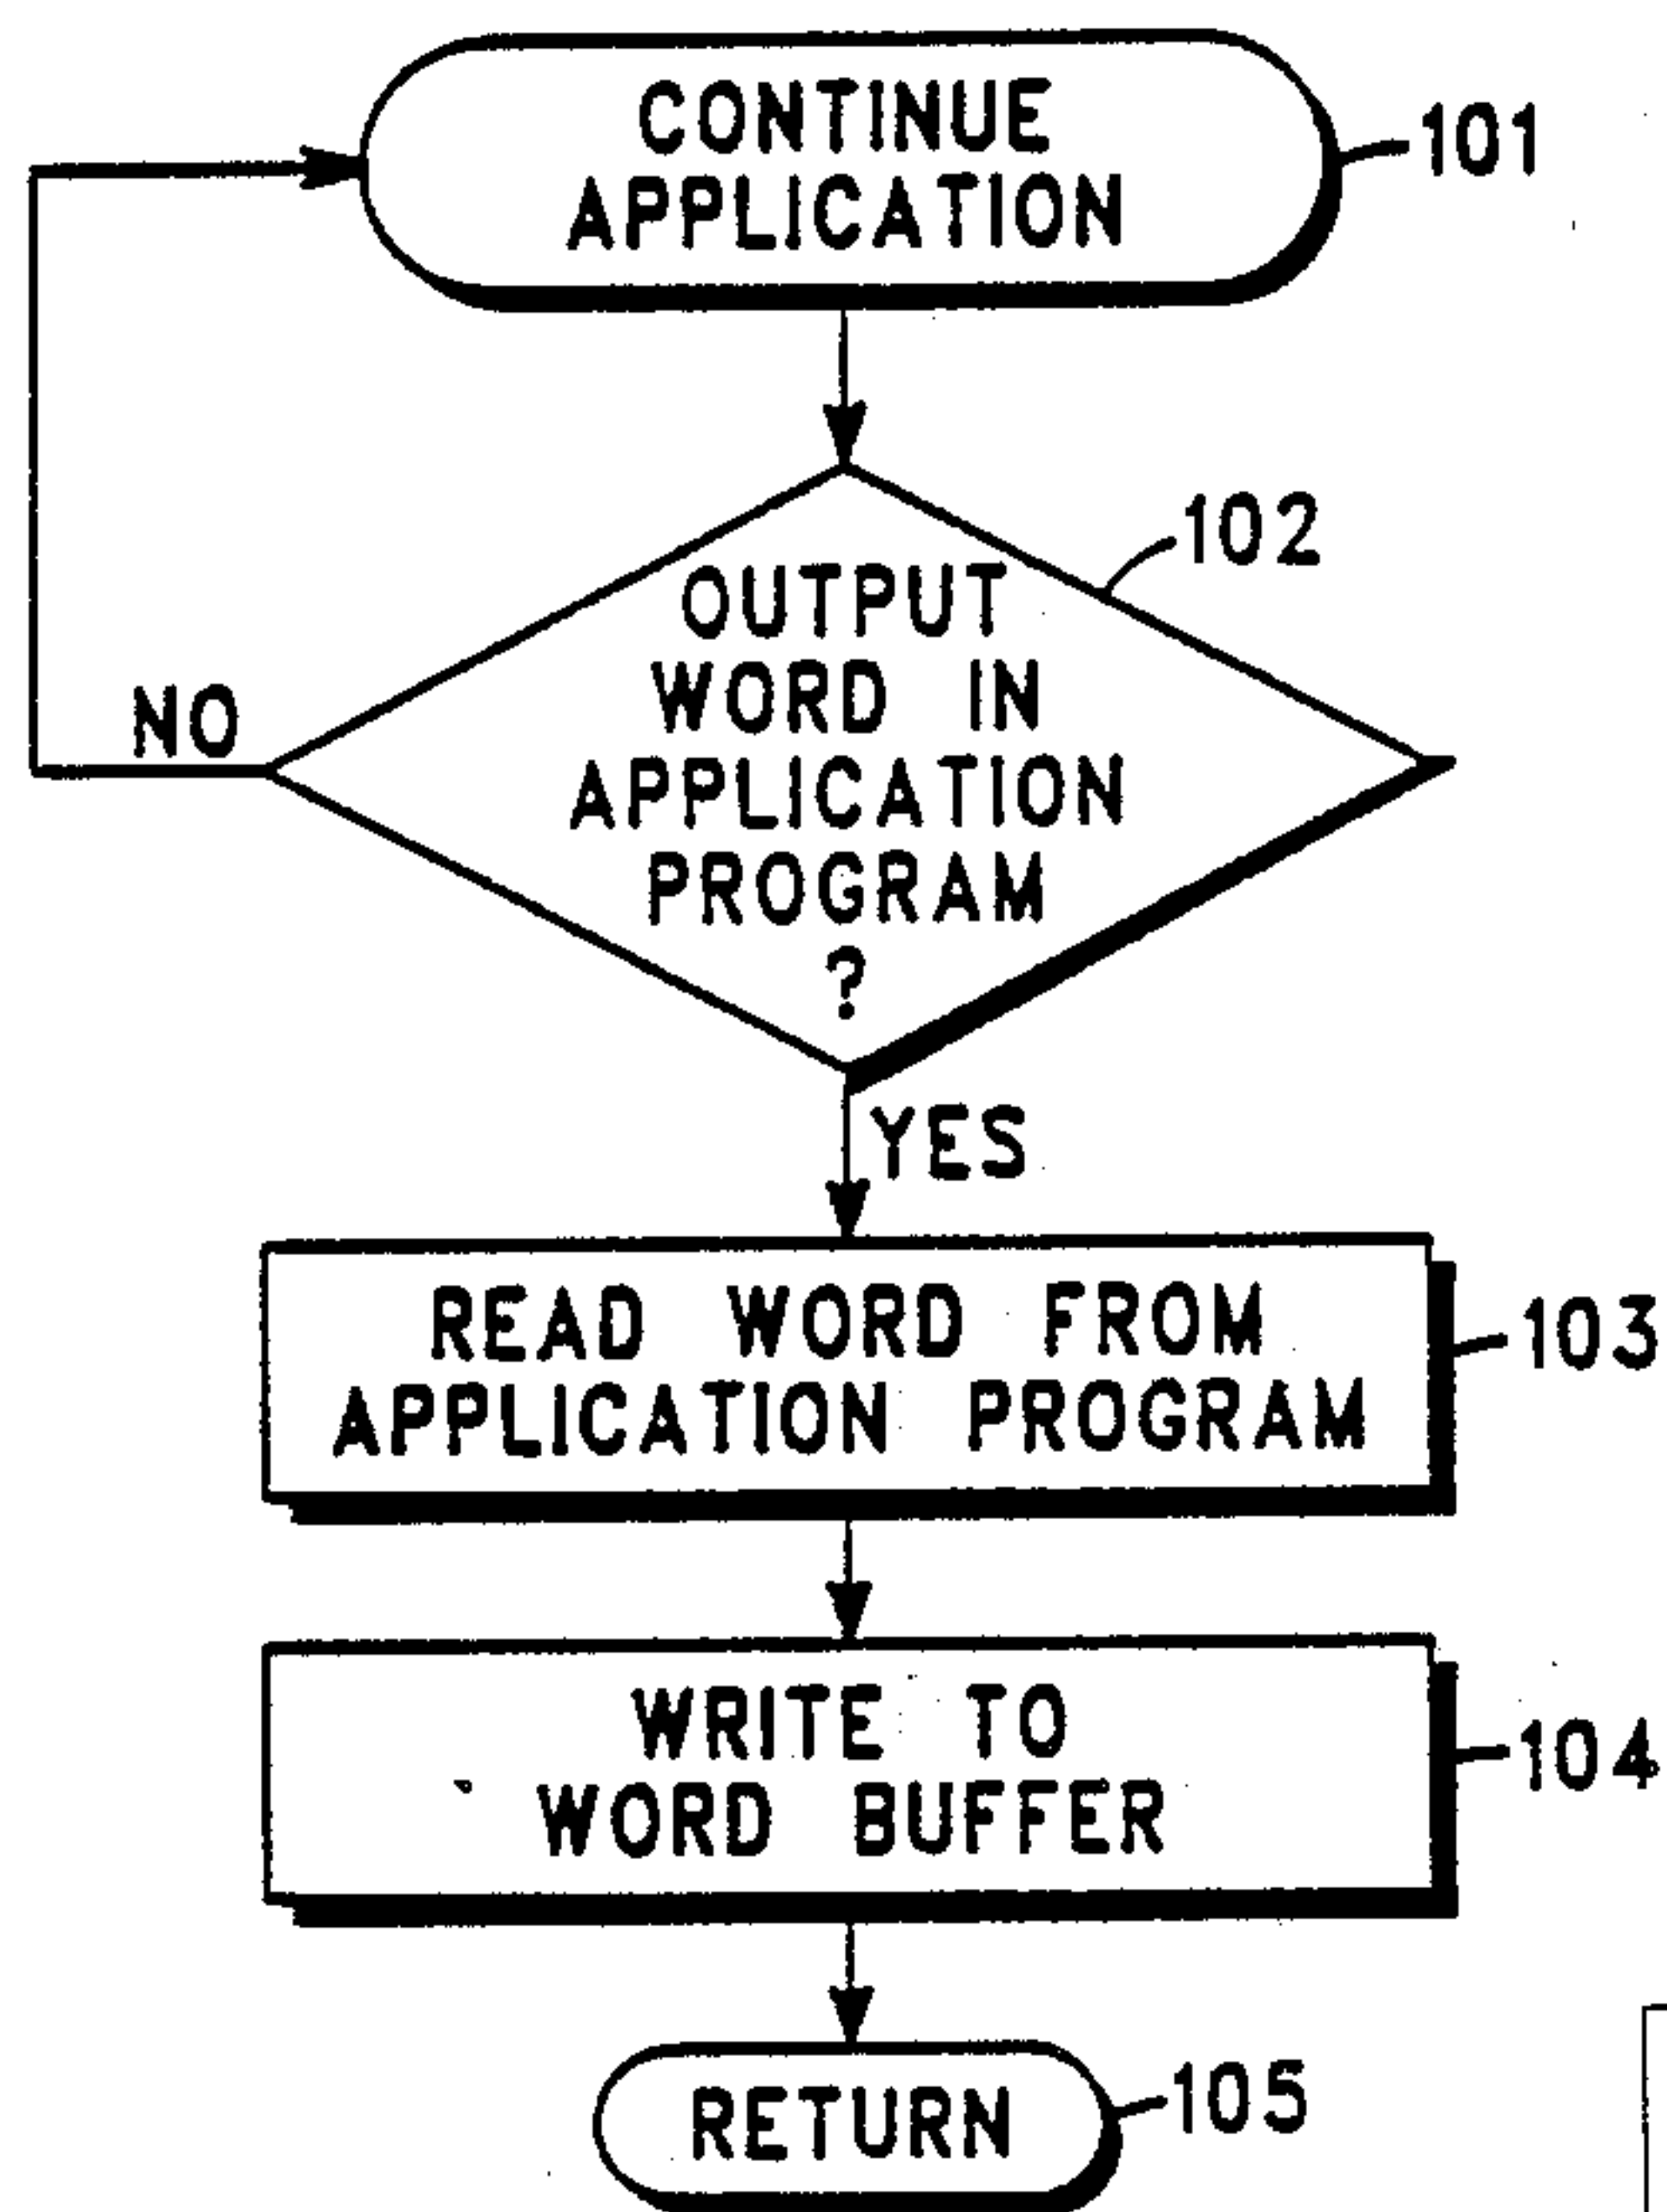 CONTINUE
APPLICATION
101
102
OUTPUT
WORD IN
APPLICATION
PROGRAM
?
NO
YES
READ WORD FROM
APPLICATION PROGRAM
103
WRITE TO
WORD BUFFER
104
RETURN
105